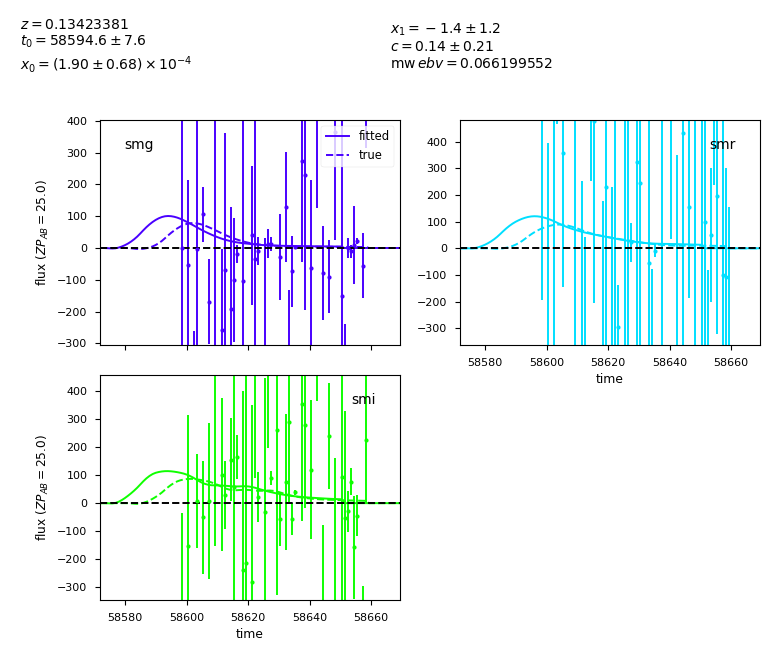 z = 0.13423381
t₀ = 58594.6 ± 7.6
x₀ = (1.90 ± 0.68) × 10⁻⁴
x₁ = −1.4 ± 1.2
c = 0.14 ± 0.21
mw ebv = 0.066199552
smg
fitted
true
400
300
200
100
0
−100
−200
−300
flux (ZP_AB = 25.0)
smr
400
300
200
100
0
−100
−200
−300
58580 58600 58620 58640 58660
time
smi
400
300
200
100
0
−100
−200
−300
flux (ZP_AB = 25.0)
58580 58600 58620 58640 58660
time